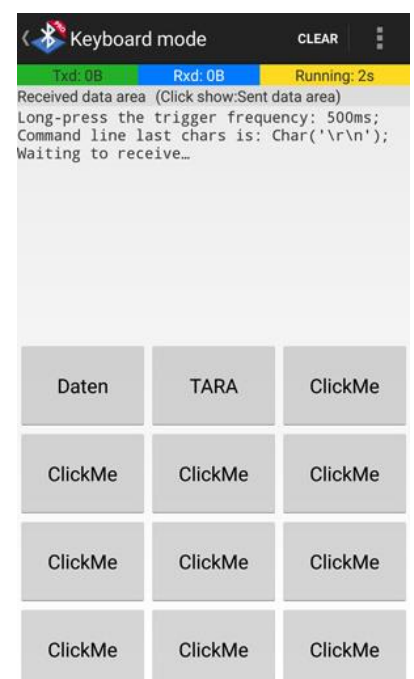 PRO
Keyboard mode CLEAR
Txd: 0B Rxd: 0B Running: 2s
Received data area (Click show:Sent data area)
Long-press the trigger frequency: 500ms;
Command line last chars is: Char('\r\n');
Waiting to receive…
Daten TARA ClickMe
ClickMe ClickMe ClickMe
ClickMe ClickMe ClickMe
ClickMe ClickMe ClickMe